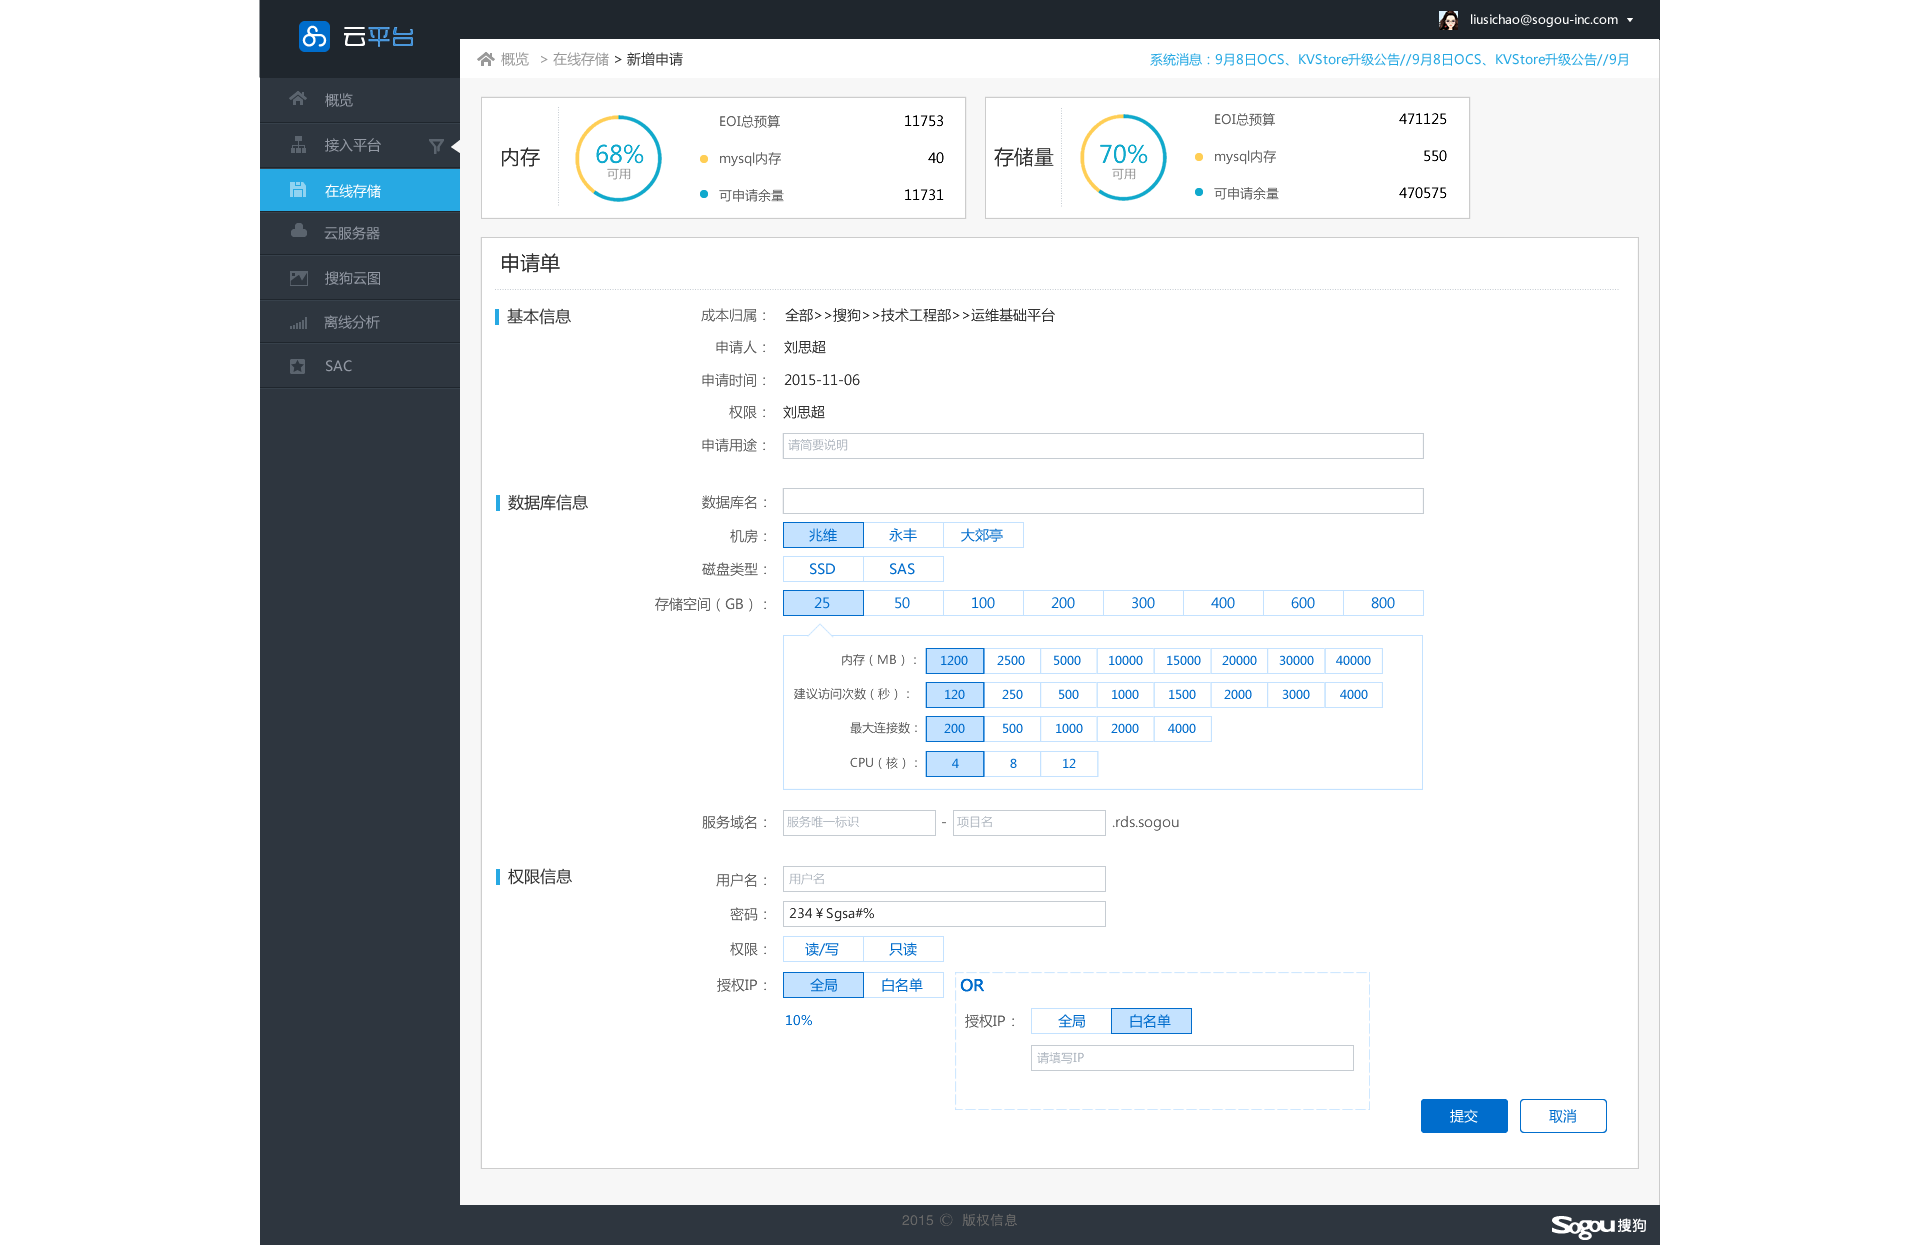 云平台
liusichao@sogou-inc.com
概览 > 在线存储 > 新增申请
系统消息：9月8日OCS、KVStore升级公告//9月8日OCS、KVStore升级公告//9月
概览
接入平台
在线存储
云服务器
搜狗云图
离线分析
SAC
内存
68%
可用
EOI总预算 11753
mysql内存 40
可申请余量 11731
存储量
70%
可用
EOI总预算 471125
mysql内存 550
可申请余量 470575
申请单
基本信息
成本归属： 全部>>搜狗>>技术工程部>>运维基础平台
申请人： 刘思超
申请时间： 2015-11-06
权限： 刘思超
申请用途： 请简要说明
数据库信息
数据库名：
机房： 兆维 永丰 大郊亭
磁盘类型： SSD SAS
存储空间（GB）： 25 50 100 200 300 400 600 800
内存（MB）： 1200 2500 5000 10000 15000 20000 30000 40000
建议访问次数（秒）： 120 250 500 1000 1500 2000 3000 4000
最大连接数： 200 500 1000 2000 4000
CPU（核）： 4 8 12
服务域名： 服务唯一标识 - 项目名 .rds.sogou
权限信息
用户名： 用户名
密码： 234￥Sgsa#%
权限： 读/写 只读
授权IP： 全局 白名单
10%
OR
授权IP： 全局 白名单
请填写IP
提交 取消
2015 © 版权信息
Sogou搜狗